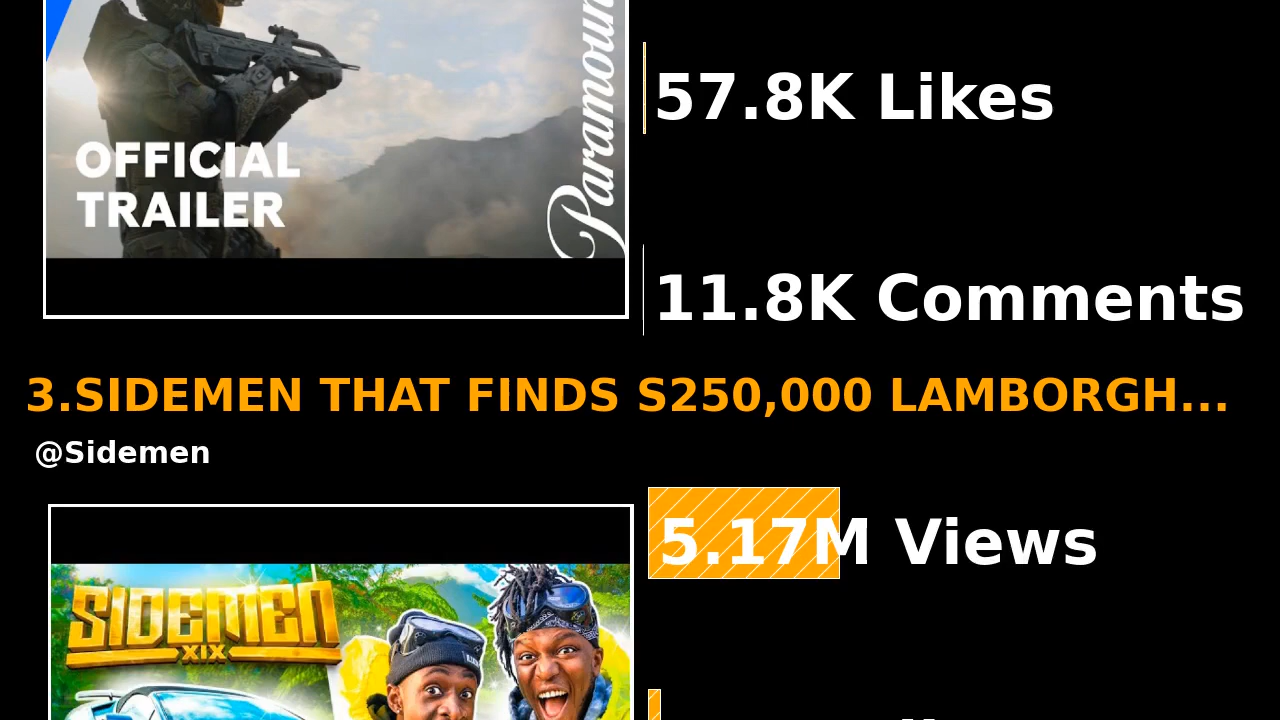 OFFICIAL
TRAILER
Paramoun
57.8K Likes
11.8K Comments
3.SIDEMEN THAT FINDS S250,000 LAMBORGH...
@Sidemen
5.17M Views
SIDEMEN
XIX